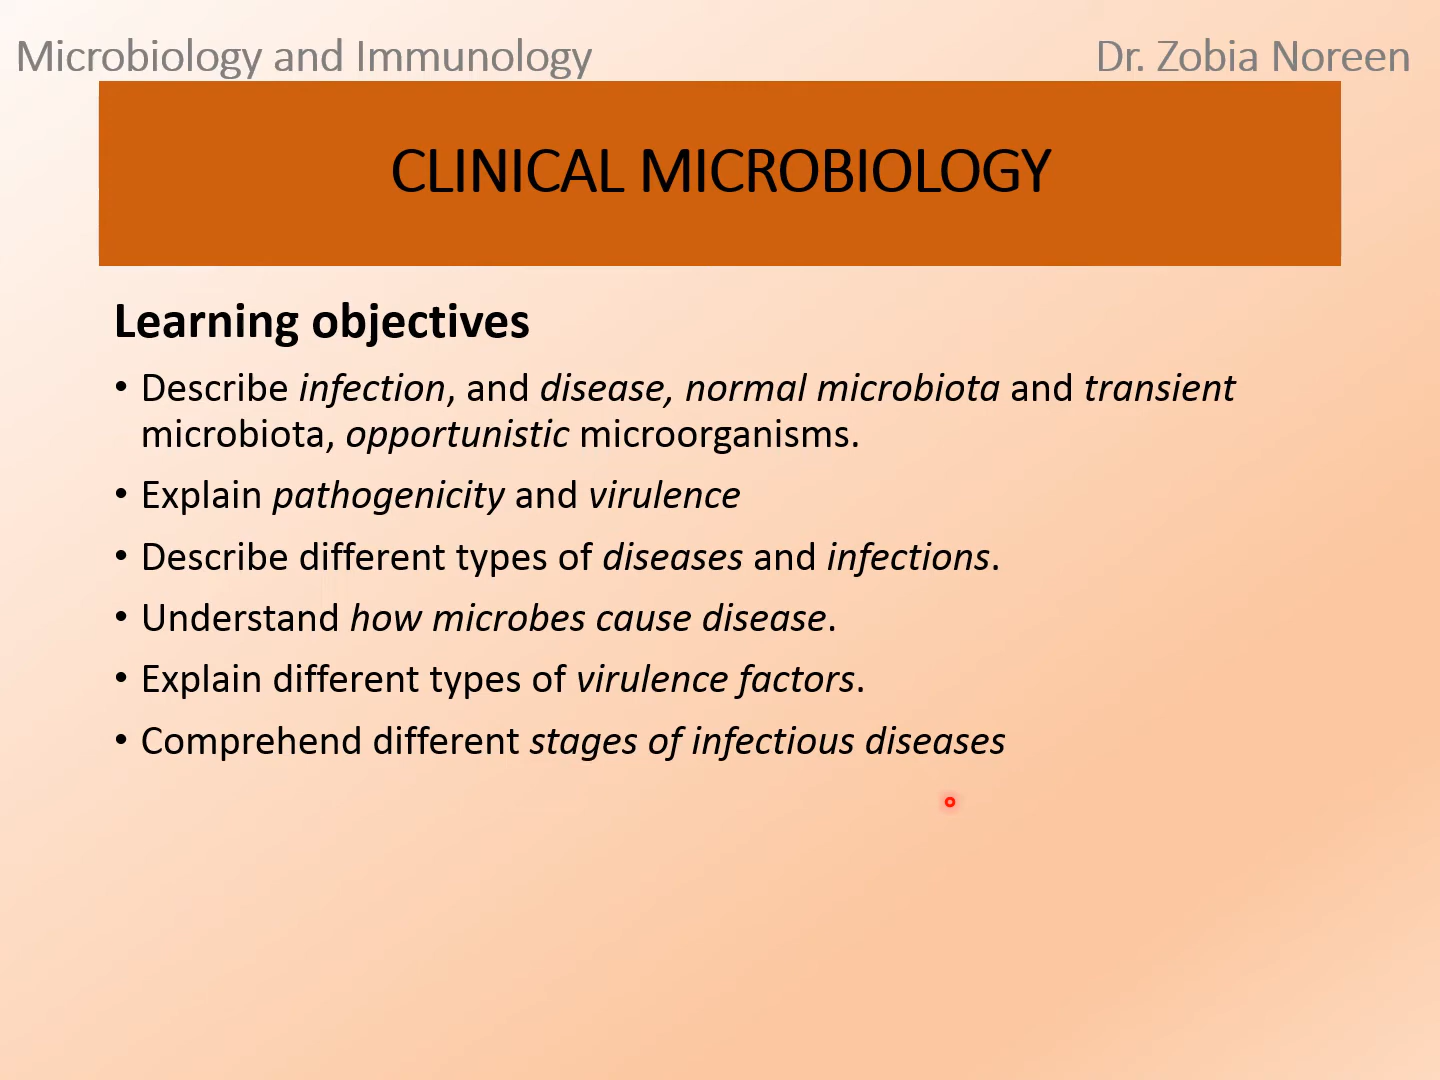 Microbiology and Immunology
Dr. Zobia Noreen
CLINICAL MICROBIOLOGY
Learning objectives
• Describe infection, and disease, normal microbiota and transient
microbiota, opportunistic microorganisms.
• Explain pathogenicity and virulence
• Describe different types of diseases and infections.
• Understand how microbes cause disease.
• Explain different types of virulence factors.
• Comprehend different stages of infectious diseases